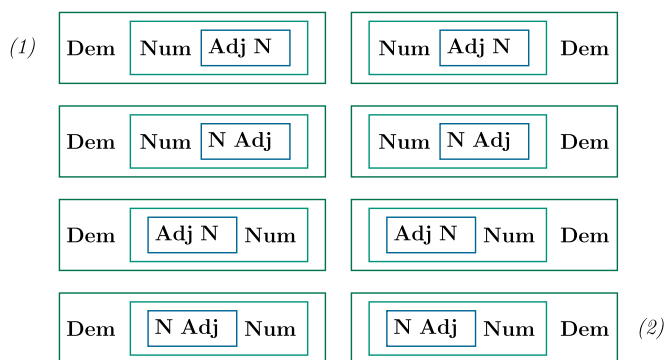 (1) Dem Num Adj N Num Adj N Dem
Dem Num N Adj Num N Adj Dem
Dem Adj N Num Adj N Num Dem
Dem N Adj Num N Adj Num Dem (2)